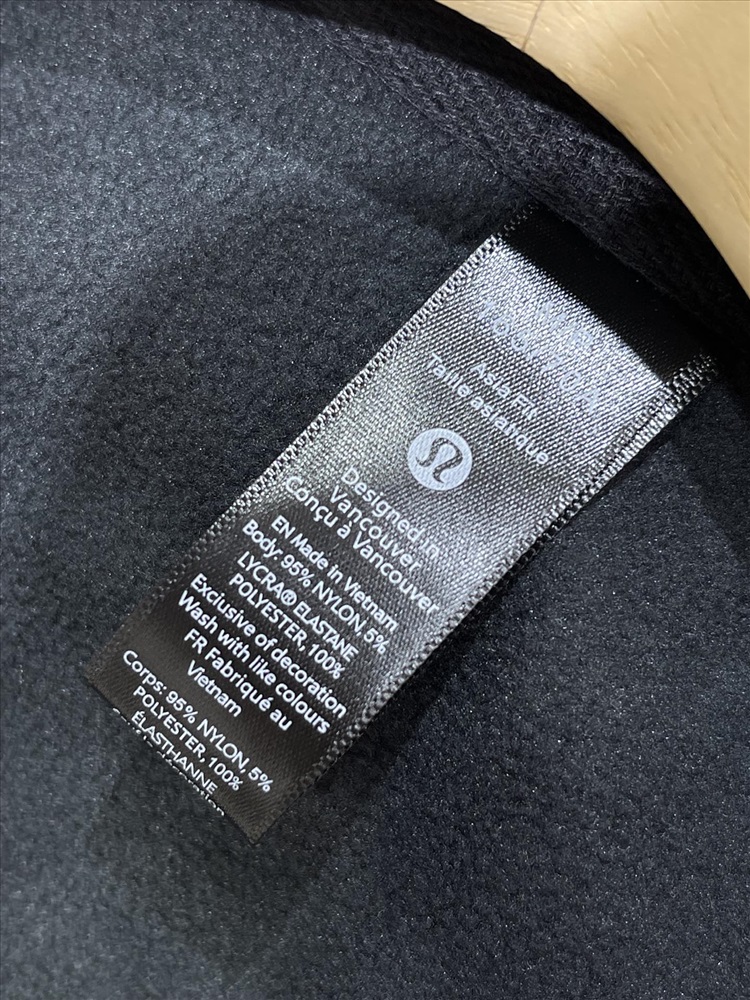 Asia Fit
Taille asiatique
Designed in
Vancouver
Conçu à Vancouver
EN Made in Vietnam
Body: 95% NYLON, 5%
LYCRA® ELASTANE
POLYESTER, 100%
Exclusive of decoration
Wash with like colours
FR Fabriqué au
Vietnam
Corps: 95% NYLON, 5%
POLYESTER, 100%
ÉLASTHANNE